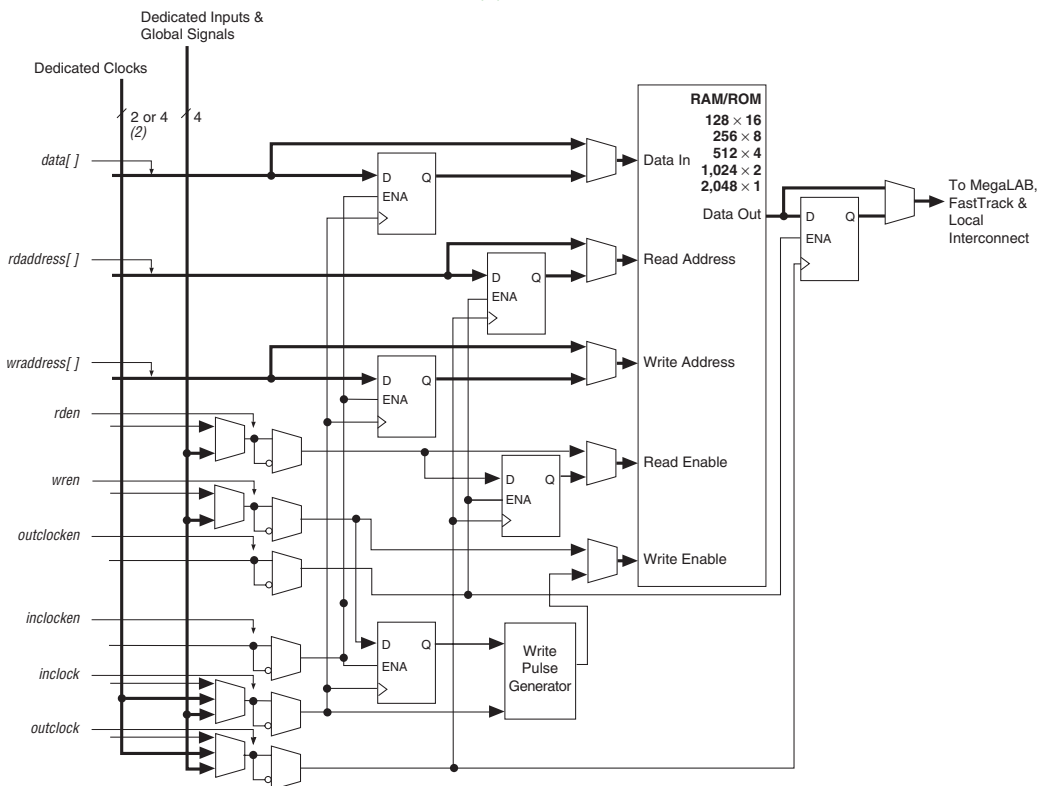 Dedicated Inputs &
Global Signals
Dedicated Clocks
2 or 4
(2)
4
RAM/ROM
128 × 16
256 × 8
512 × 4
1,024 × 2
2,048 × 1
data[ ]
D Q
ENA
Data In
Data Out
D Q
ENA
To MegaLAB,
FastTrack &
Local
Interconnect
rdaddress[ ]
D Q
ENA
Read Address
wraddress[ ]
D Q
ENA
Write Address
rden
D Q
ENA
Read Enable
wren
outclocken
Write Enable
inclocken
D Q
ENA
Write
Pulse
Generator
inclock
outclock